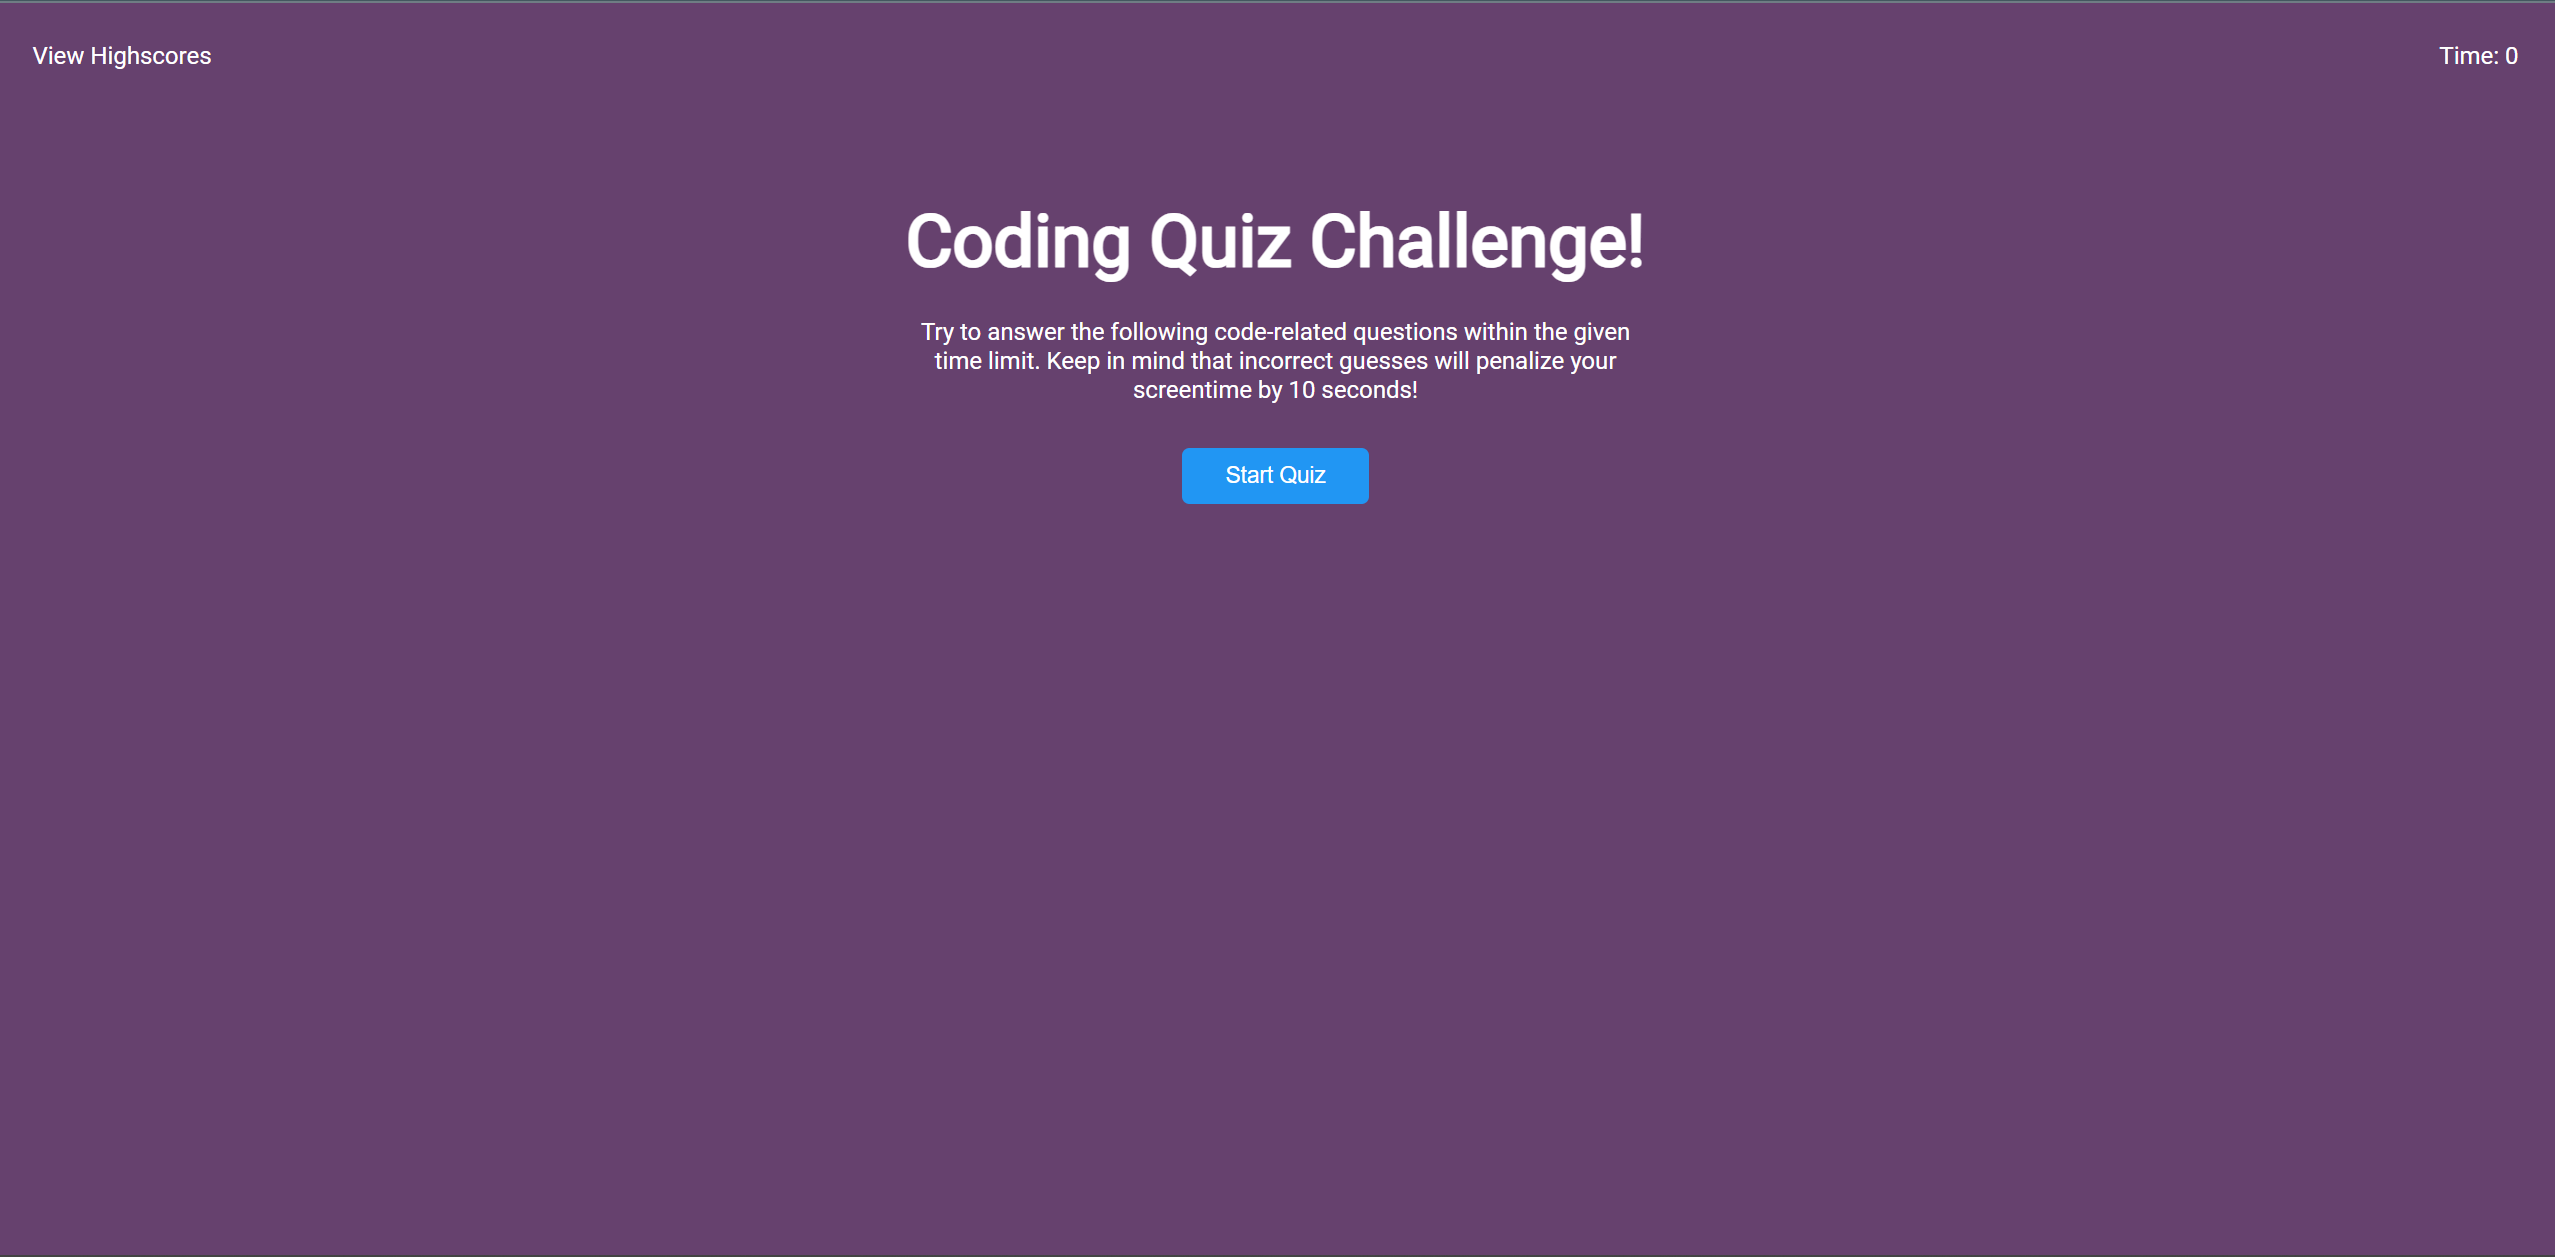 View Highscores
Time: 0
Coding Quiz Challenge!
Try to answer the following code-related questions within the given
time limit. Keep in mind that incorrect guesses will penalize your
screentime by 10 seconds!
Start Quiz